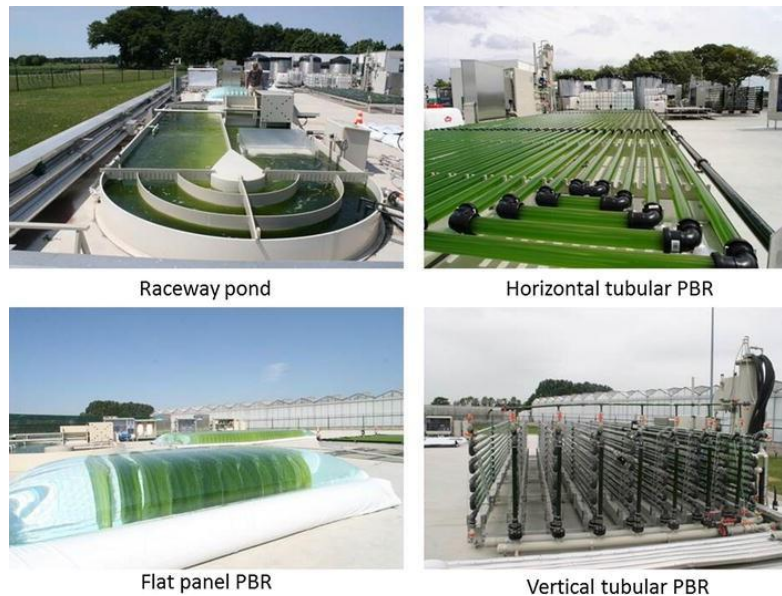 Raceway pond
Horizontal tubular PBR
Flat panel PBR
Vertical tubular PBR